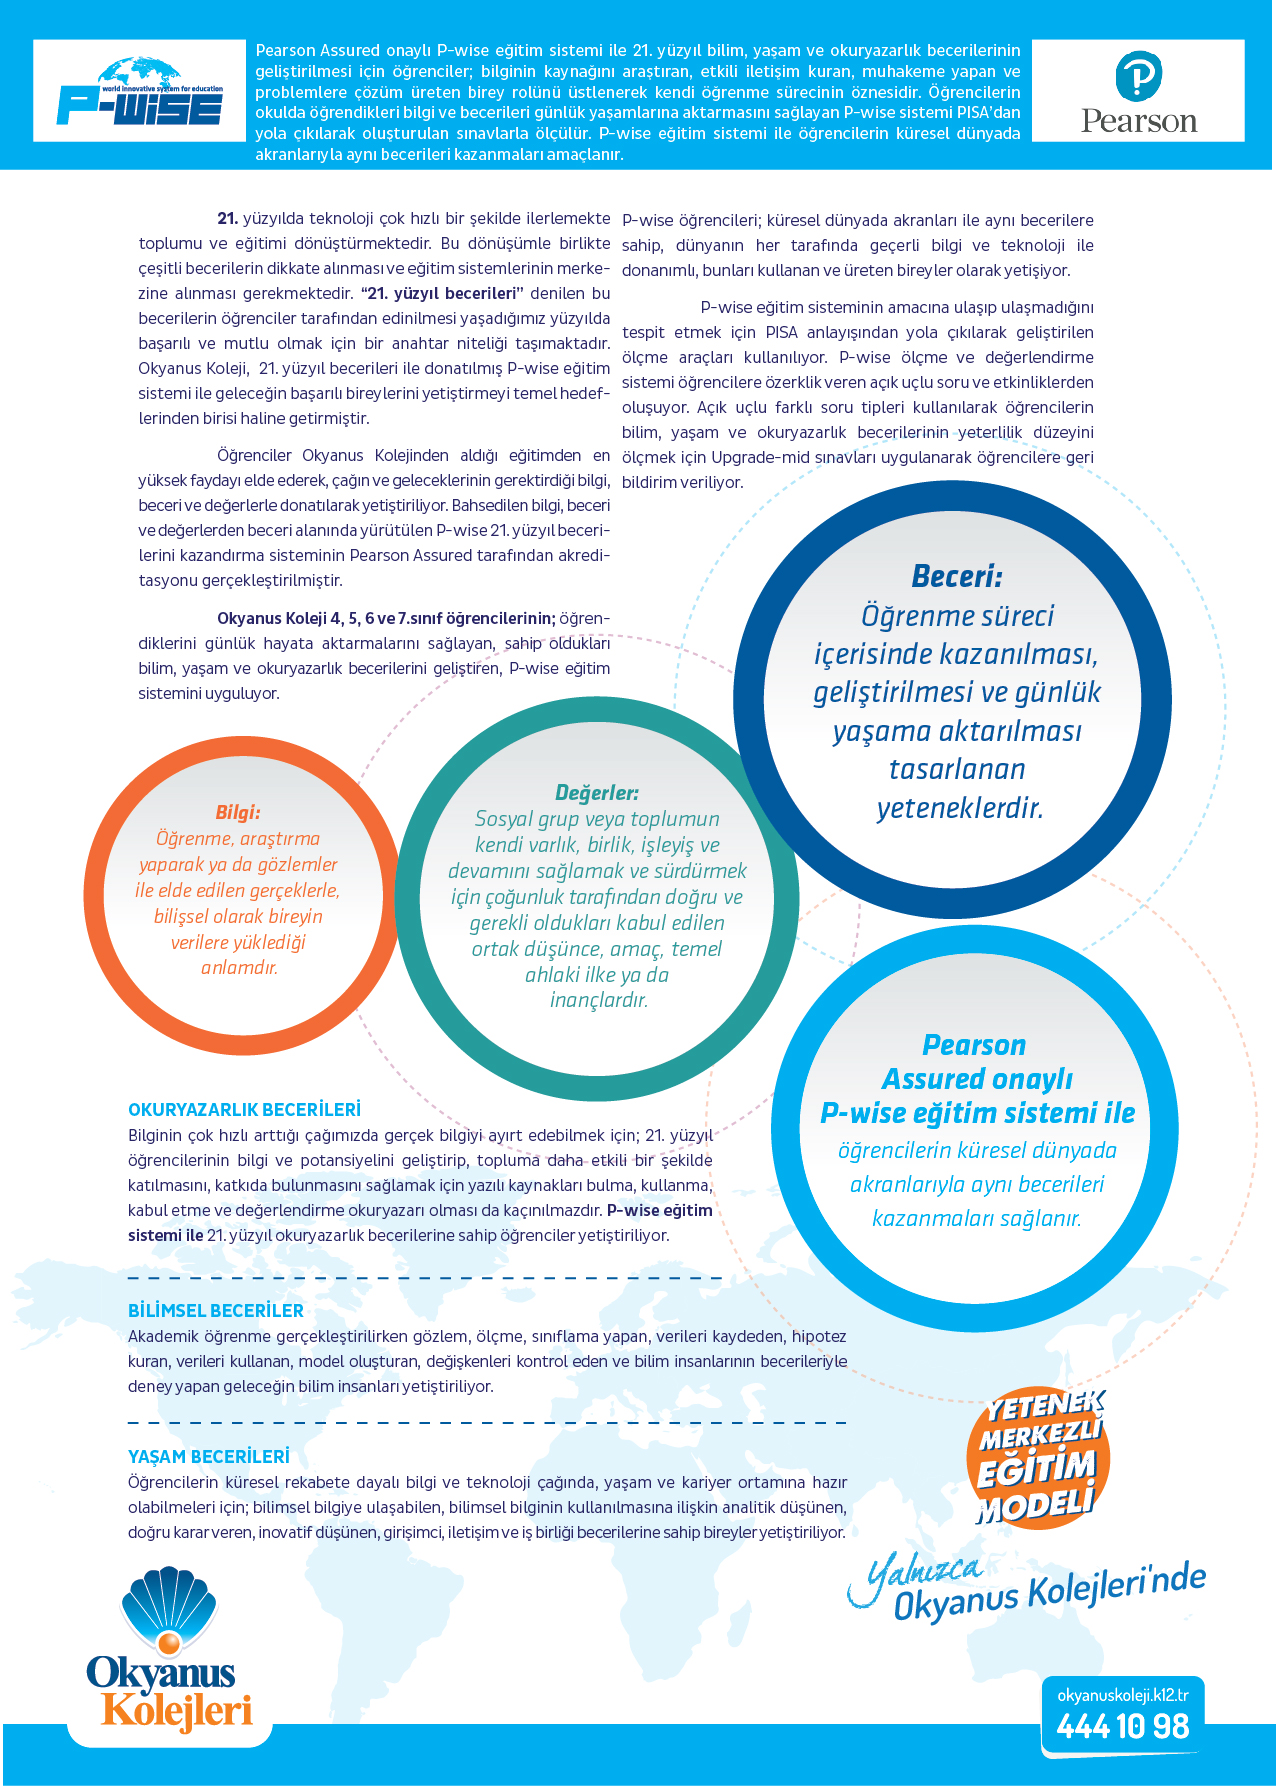 world innovative system for education
P-WISE
Pearson Assured onaylı P-wise eğitim sistemi ile 21. yüzyıl bilim, yaşam ve okuryazarlık becerilerinin
geliştirilmesi için öğrenciler; bilginin kaynağını araştıran, etkili iletişim kuran, muhakeme yapan ve
problemlere çözüm üreten birey rolünü üstlenerek kendi öğrenme sürecinin öznesidir. Öğrencilerin
okulda öğrendikleri bilgi ve becerileri günlük yaşamlarına aktarmasını sağlayan P-wise sistemi PISA'dan
yola çıkılarak oluşturulan sınavlarla ölçülür. P-wise eğitim sistemi ile öğrencilerin küresel dünyada
akranlarıyla aynı becerileri kazanmaları amaçlanır.
Pearson
21. yüzyılda teknoloji çok hızlı bir şekilde ilerlemekte
toplumu ve eğitimi dönüştürmektedir. Bu dönüşümle birlikte
çeşitli becerilerin dikkate alınması ve eğitim sistemlerinin merke-
zine alınması gerekmektedir. “21. yüzyıl becerileri” denilen bu
becerilerin öğrenciler tarafından edinilmesi yaşadığımız yüzyılda
başarılı ve mutlu olmak için bir anahtar niteliği taşımaktadır.
Okyanus Koleji, 21. yüzyıl becerileri ile donatılmış P-wise eğitim
sistemi ile geleceğin başarılı bireylerini yetiştirmeyi temel hedef-
lerinden birisi haline getirmiştir.
Öğrenciler Okyanus Kolejinden aldığı eğitimden en
yüksek faydayı elde ederek, çağın ve geleceklerinin gerektirdiği bilgi,
beceri ve değerlerle donatılarak yetiştiriliyor. Bahsedilen bilgi, beceri
ve değerlerden beceri alanında yürütülen P-wise 21. yüzyıl beceri-
lerini kazandırma sisteminin Pearson Assured tarafından akredi-
tasyonu gerçekleştirilmiştir.
Okyanus Koleji 4, 5, 6 ve 7.sınıf öğrencilerinin; öğren-
diklerini günlük hayata aktarmalarını sağlayan, sahip oldukları
bilim, yaşam ve okuryazarlık becerilerini geliştiren, P-wise eğitim
sistemini uyguluyor.
P-wise öğrencileri; küresel dünyada akranları ile aynı becerilere
sahip, dünyanın her tarafında geçerli bilgi ve teknoloji ile
donanımlı, bunları kullanan ve üreten bireyler olarak yetişiyor.
P-wise eğitim sisteminin amacına ulaşıp ulaşmadığını
tespit etmek için PISA anlayışından yola çıkılarak geliştirilen
ölçme araçları kullanılıyor. P-wise ölçme ve değerlendirme
sistemi öğrencilere özerklik veren açık uçlu soru ve etkinliklerden
oluşuyor. Açık uçlu farklı soru tipleri kullanılarak öğrencilerin
bilim, yaşam ve okuryazarlık becerilerinin yeterlilik düzeyini
ölçmek için Upgrade-mid sınavları uygulanarak öğrencilere geri
bildirim veriliyor.
Beceri:
Öğrenme süreci
içerisinde kazanılması,
geliştirilmesi ve günlük
yaşama aktarılması
tasarlanan
yeteneklerdir.
Değerler:
Sosyal grup veya toplumun
kendi varlık, birlik, işleyiş ve
devamını sağlamak ve sürdürmek
için çoğunluk tarafından doğru ve
gerekli oldukları kabul edilen
ortak düşünce, amaç, temel
ahlaki ilke ya da
inançlardır.
Bilgi:
Öğrenme, araştırma
yaparak ya da gözlemler
ile elde edilen gerçeklerle,
bilişsel olarak bireyin
verilere yüklediği
anlamdır.
Pearson
Assured onaylı
P-wise eğitim sistemi ile
öğrencilerin küresel dünyada
akranlarıyla aynı becerileri
kazanmaları sağlanır.
OKURYAZARLIK BECERİLERİ
Bilginin çok hızlı arttığı çağımızda gerçek bilgiyi ayırt edebilmek için; 21. yüzyıl
öğrencilerinin bilgi ve potansiyelini geliştirip, topluma daha etkili bir şekilde
katılmasını, katkıda bulunmasını sağlamak için yazılı kaynakları bulma, kullanma,
kabul etme ve değerlendirme okuryazarı olması da kaçınılmazdır. P-wise eğitim
sistemi ile 21. yüzyıl okuryazarlık becerilerine sahip öğrenciler yetiştiriliyor.
BİLİMSEL BECERİLER
Akademik öğrenme gerçekleştirilirken gözlem, ölçme, sınıflama yapan, verileri kaydeden, hipotez
kuran, verileri kullanan, model oluşturan, değişkenleri kontrol eden ve bilim insanlarının becerileriyle
deney yapan geleceğin bilim insanları yetiştiriliyor.
YAŞAM BECERİLERİ
Öğrencilerin küresel rekabete dayalı bilgi ve teknoloji çağında, yaşam ve kariyer ortamına hazır
olabilmeleri için; bilimsel bilgiye ulaşabilen, bilimsel bilginin kullanılmasına ilişkin analitik düşünen,
doğru karar veren, inovatif düşünen, girişimci, iletişim ve iş birliği becerilerine sahip bireyler yetiştiriliyor.
YETENEK
MERKEZLİ
EĞİTİM
MODELİ
Yalnızca
Okyanus Kolejleri'nde
Okyanus
Kolejleri
okyanuskoleji.k12.tr
444 10 98